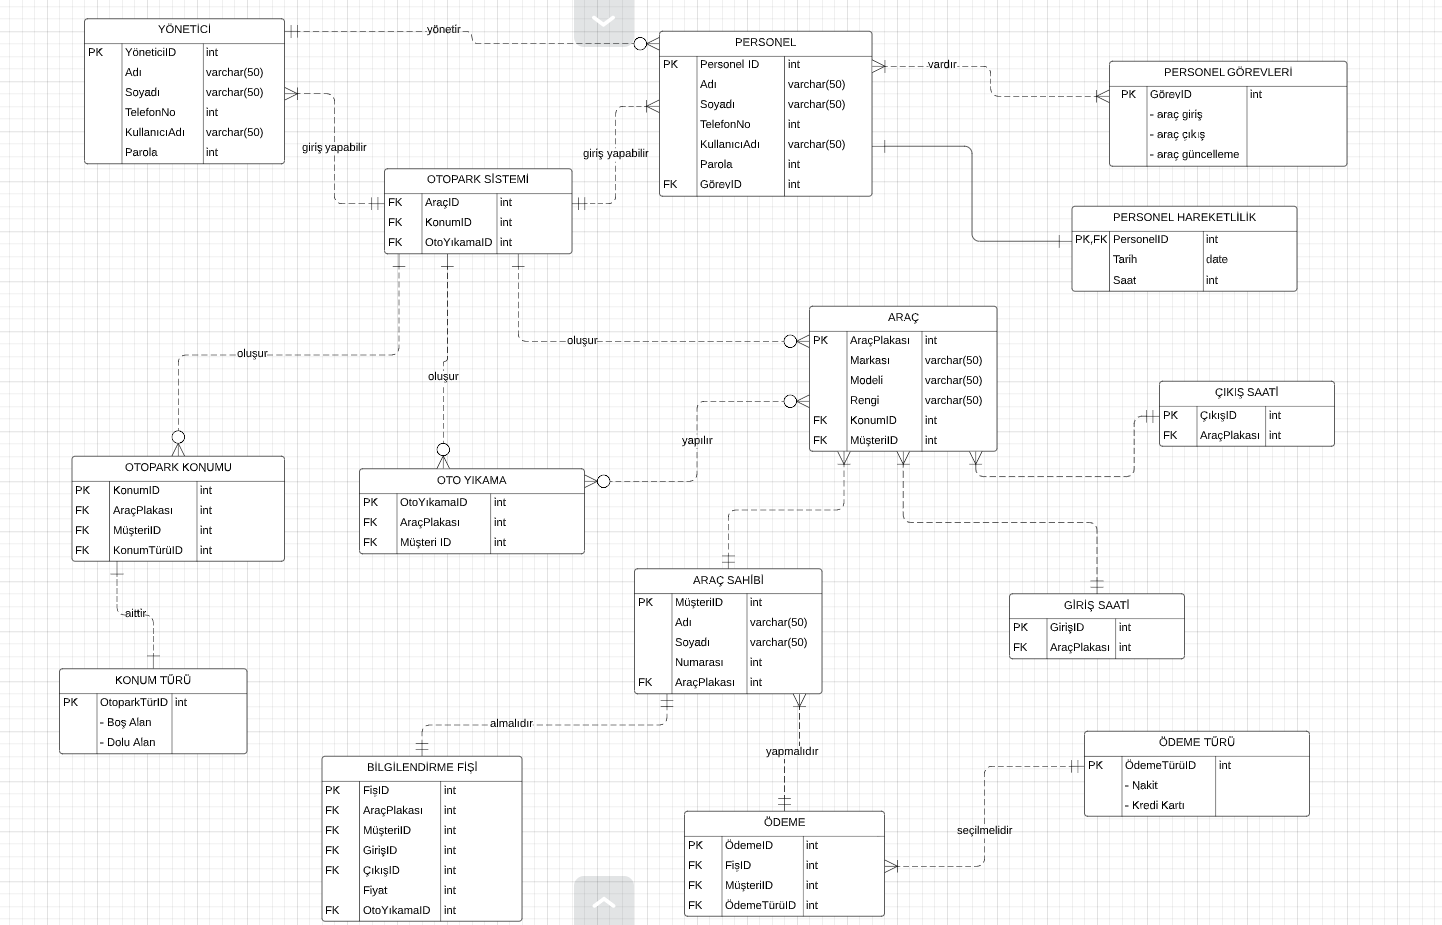 YÖNETİCİ
PK YöneticiID int
Adı varchar(50)
Soyadı varchar(50)
TelefonNo int
KullanıcıAdı varchar(50)
Parola int
yönetir
PERSONEL
PK Personel ID int
Adı varchar(50)
Soyadı varchar(50)
TelefonNo int
KullanıcıAdı varchar(50)
Parola int
FK GörevID int
vardır
PERSONEL GÖREVLERİ
PK GörevID int
- araç giriş
- araç çıkış
- araç güncelleme
giriş yapabilir
giriş yapabilir
OTOPARK SİSTEMİ
FK AraçID int
FK KonumID int
FK OtoYıkamaID int
PERSONEL HAREKETLİLİK
PK,FK PersonelID int
Tarih date
Saat int
oluşur
oluşur
oluşur
ARAÇ
PK AraçPlakası int
Markası varchar(50)
Modeli varchar(50)
Rengi varchar(50)
FK KonumID int
FK MüşteriID int
ÇIKIŞ SAATİ
PK ÇıkışID int
FK AraçPlakası int
yapılır
OTOPARK KONUMU
PK KonumID int
FK AraçPlakası int
FK MüşteriID int
FK KonumTürüID int
OTO YIKAMA
PK OtoYıkamaID int
FK AraçPlakası int
FK Müşteri ID int
aittir
ARAÇ SAHİBİ
PK MüşteriID int
Adı varchar(50)
Soyadı varchar(50)
Numarası int
FK AraçPlakası int
GİRİŞ SAATİ
PK GirişID int
FK AraçPlakası int
KONUM TÜRÜ
PK OtoparkTürID int
- Boş Alan
- Dolu Alan
almalıdır
yapmalıdır
BİLGİLENDİRME FİŞİ
PK FişID int
FK AraçPlakası int
FK MüşteriID int
FK GirişID int
FK ÇıkışID int
Fiyat int
FK OtoYıkamaID int
ÖDEME
PK ÖdemeID int
FK FişID int
FK MüşteriID int
FK ÖdemeTürüID int
seçilmelidir
ÖDEME TÜRÜ
PK ÖdemeTürüID int
- Nakit
- Kredi Kartı